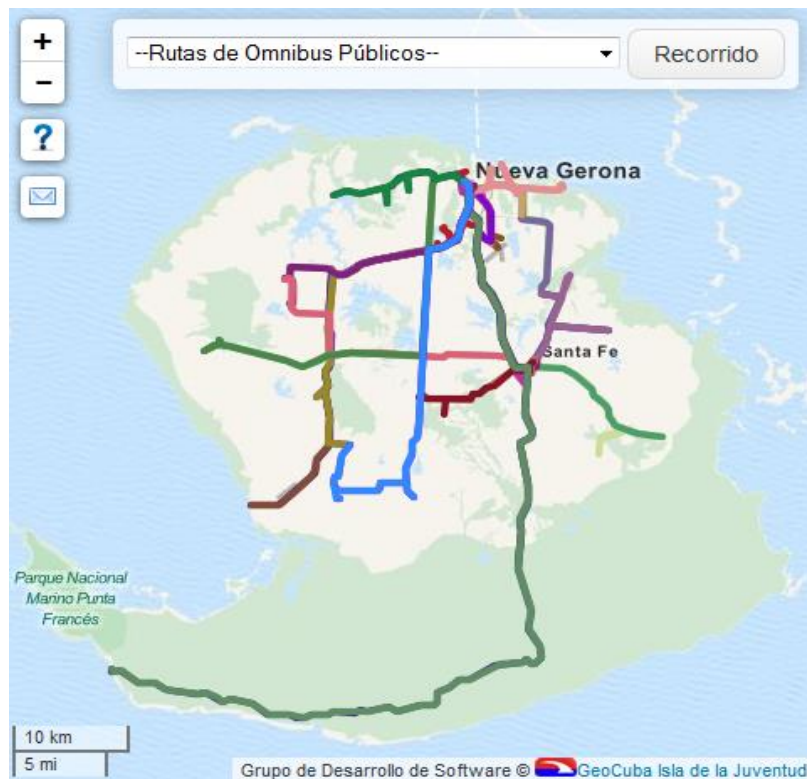 +
--Rutas de Omnibus Públicos--
Recorrido
−
?
Nueva Gerona
Santa Fe
Parque Nacional
Marino Punta
Francés
10 km
5 mi
Grupo de Desarrollo de Software © GeoCuba Isla de la Juventud